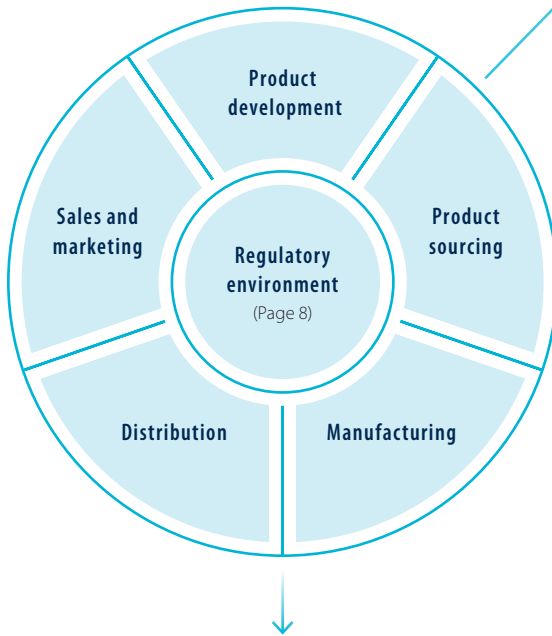 Product
development
Sales and
marketing
Product
sourcing
Regulatory
environment
(Page 8)
Distribution
Manufacturing